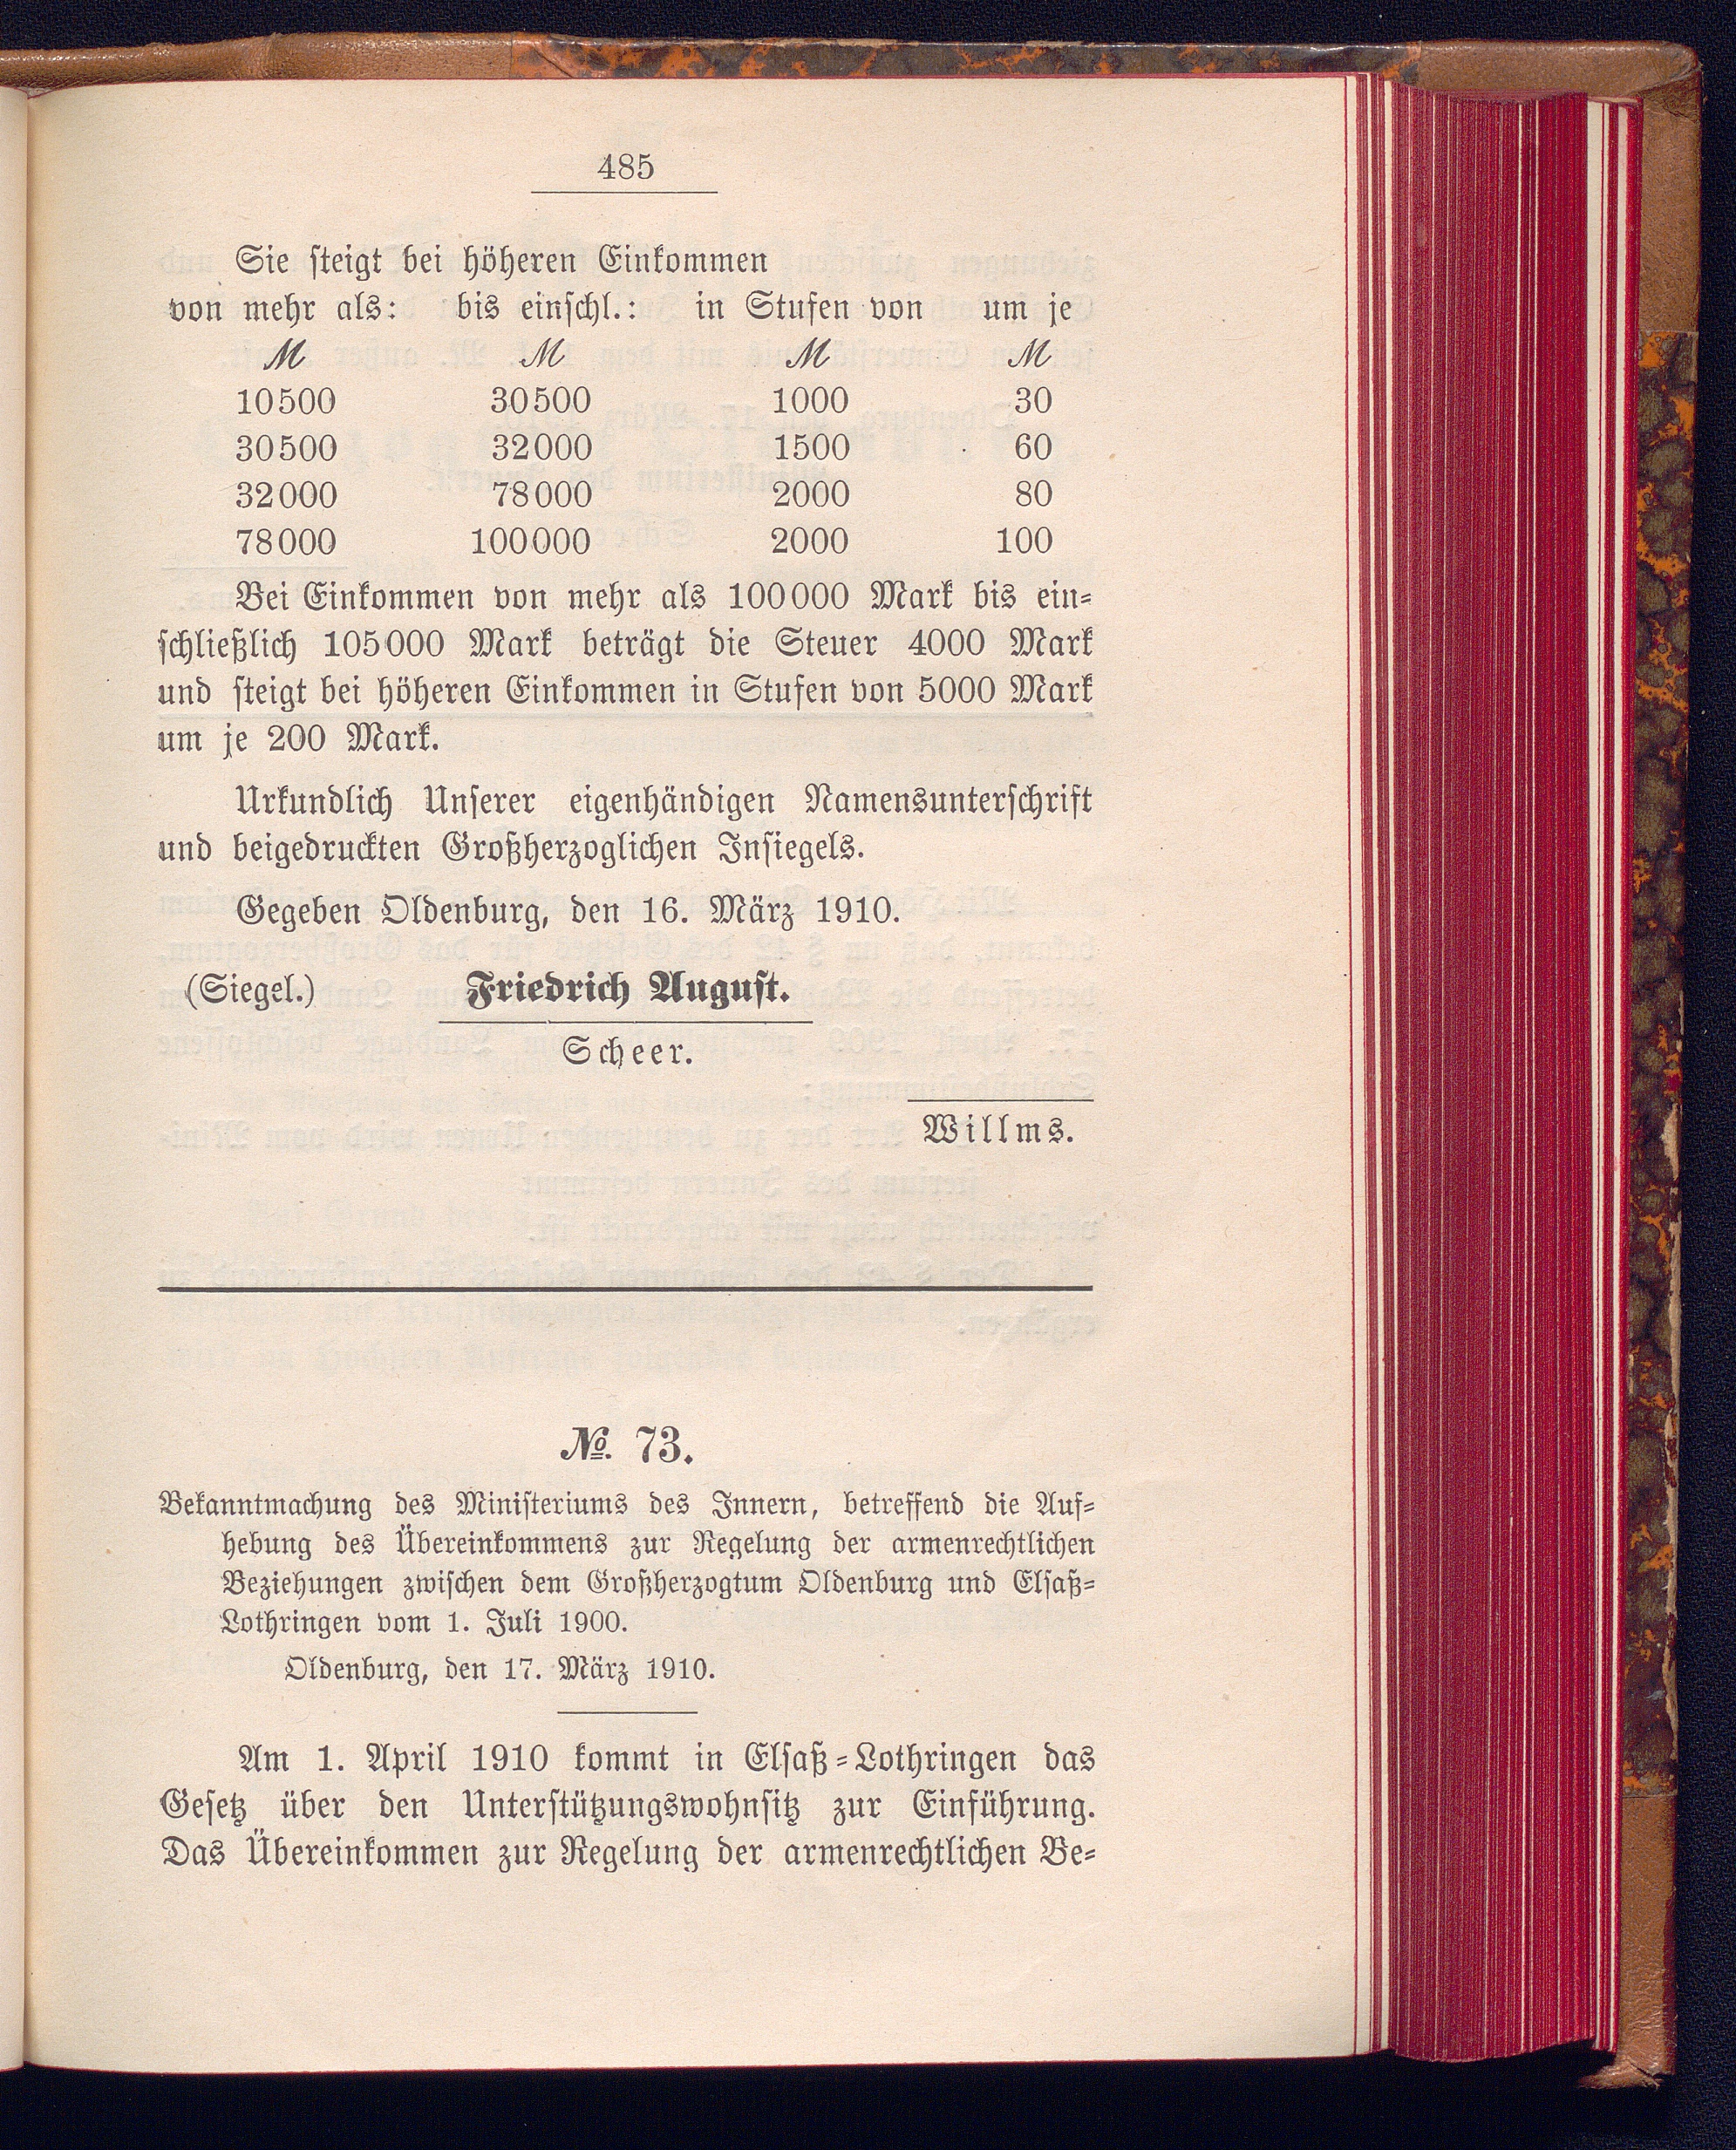 485
Sie steigt bei höheren Einkommen
von mehr als: bis einschl.: in Stufen von um je
ℳ ℳ ℳ ℳ
10500 30500 1000 30
30500 32000 1500 60
32000 78000 2000 80
78000 100000 2000 100
Bei Einkommen von mehr als 100000 Mark bis ein-
schließlich 105000 Mark beträgt die Steuer 4000 Mark
und steigt bei höheren Einkommen in Stufen von 5000 Mark
um je 200 Mark.
Urkundlich Unserer eigenhändigen Namensunterschrift
und beigedruckten Großherzoglichen Insiegels.
Gegeben Oldenburg, den 16. März 1910.
(Siegel.) Friedrich August.
Scheer.
Willms.
№. 73.
Bekanntmachung des Ministeriums des Innern, betreffend die Auf-
hebung des Übereinkommens zur Regelung der armenrechtlichen
Beziehungen zwischen dem Großherzogtum Oldenburg und Elsaß-
Lothringen vom 1. Juli 1900.
Oldenburg, den 17. März 1910.
Am 1. April 1910 kommt in Elsaß-Lothringen das
Gesetz über den Unterstützungswohnsitz zur Einführung.
Das Übereinkommen zur Regelung der armenrechtlichen Be-